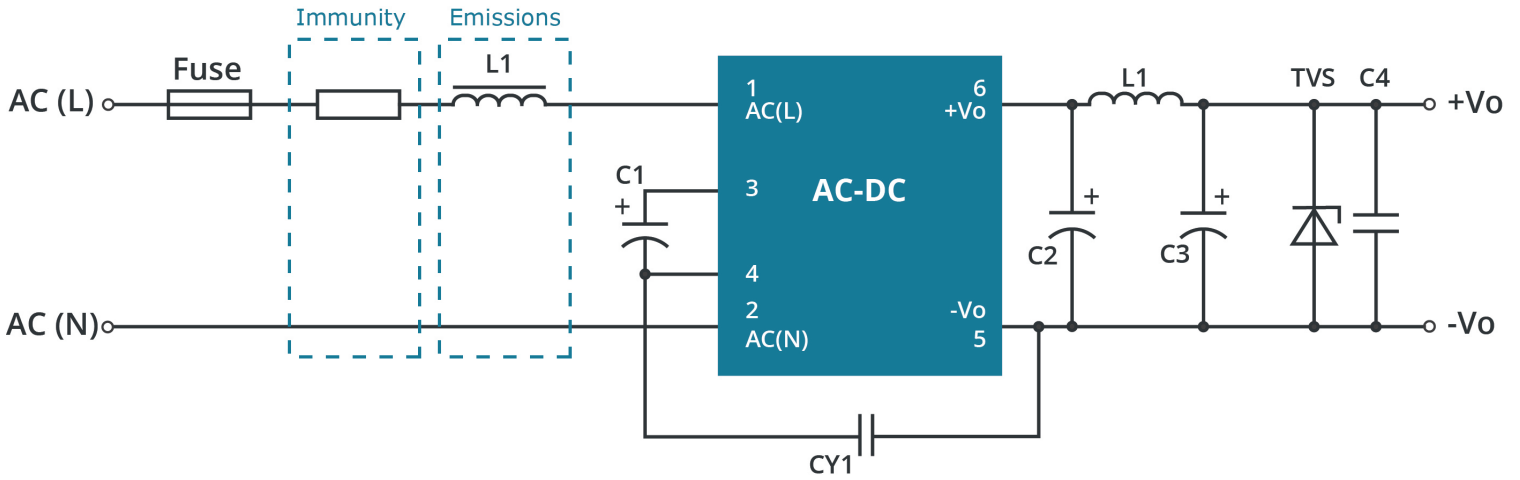 Immunity
Emissions
Fuse
L1
AC (L)
1
AC(L)
6
+Vo
L1
TVS
C4
+Vo
C1
+
3
AC-DC
+
C2
+
C3
4
2
AC(N)
-Vo
5
AC (N)
-Vo
CY1